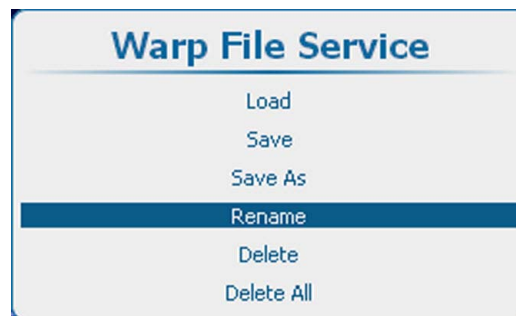 Warp File Service
Load
Save
Save As
Rename
Delete
Delete All